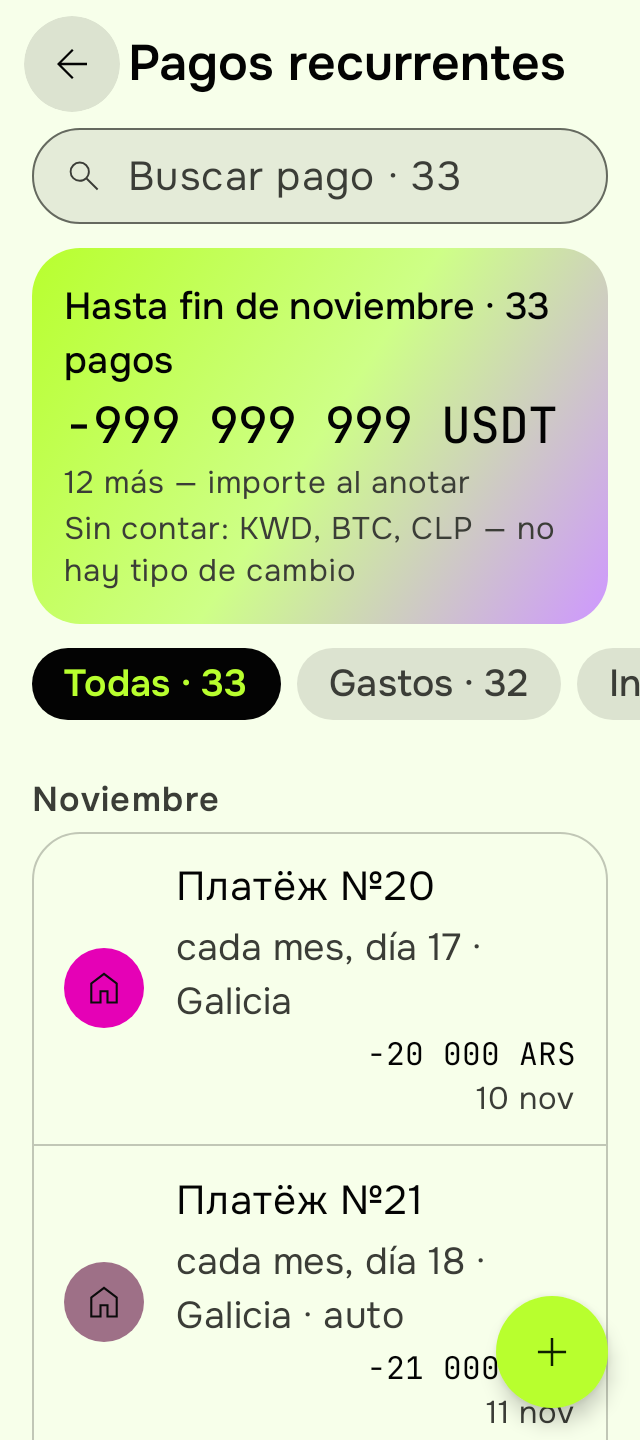 Pagos recurrentes
Buscar pago · 33
Hasta fin de noviembre · 33
pagos
-999 999 999 USDT
12 más — importe al anotar
Sin contar: KWD, BTC, CLP — no
hay tipo de cambio
Todas · 33
Gastos · 32
In
Noviembre
Платёж №20
cada mes, día 17 ·
Galicia
-20 000 ARS
10 nov
Платёж №21
cada mes, día 18 ·
Galicia · auto
-21 000
11 nov